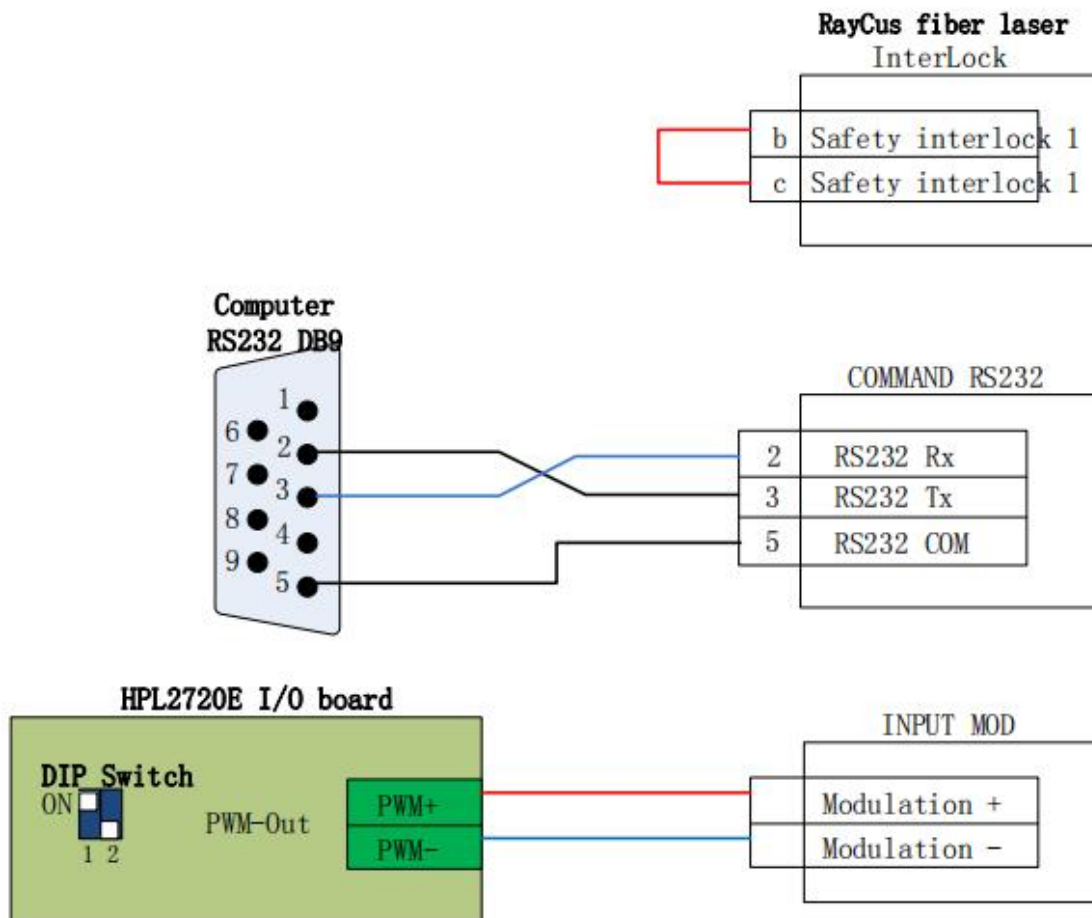 RayCus fiber laser
InterLock
b Safety interlock 1
c Safety interlock 1
Computer
RS232 DB9
1
6
2
7
3
8
4
9
5
COMMAND RS232
2 RS232 Rx
3 RS232 Tx
5 RS232 COM
HPL2720E I/O board
DIP Switch
ON
1 2
PWM-Out
PWM+
PWM-
INPUT MOD
Modulation +
Modulation -